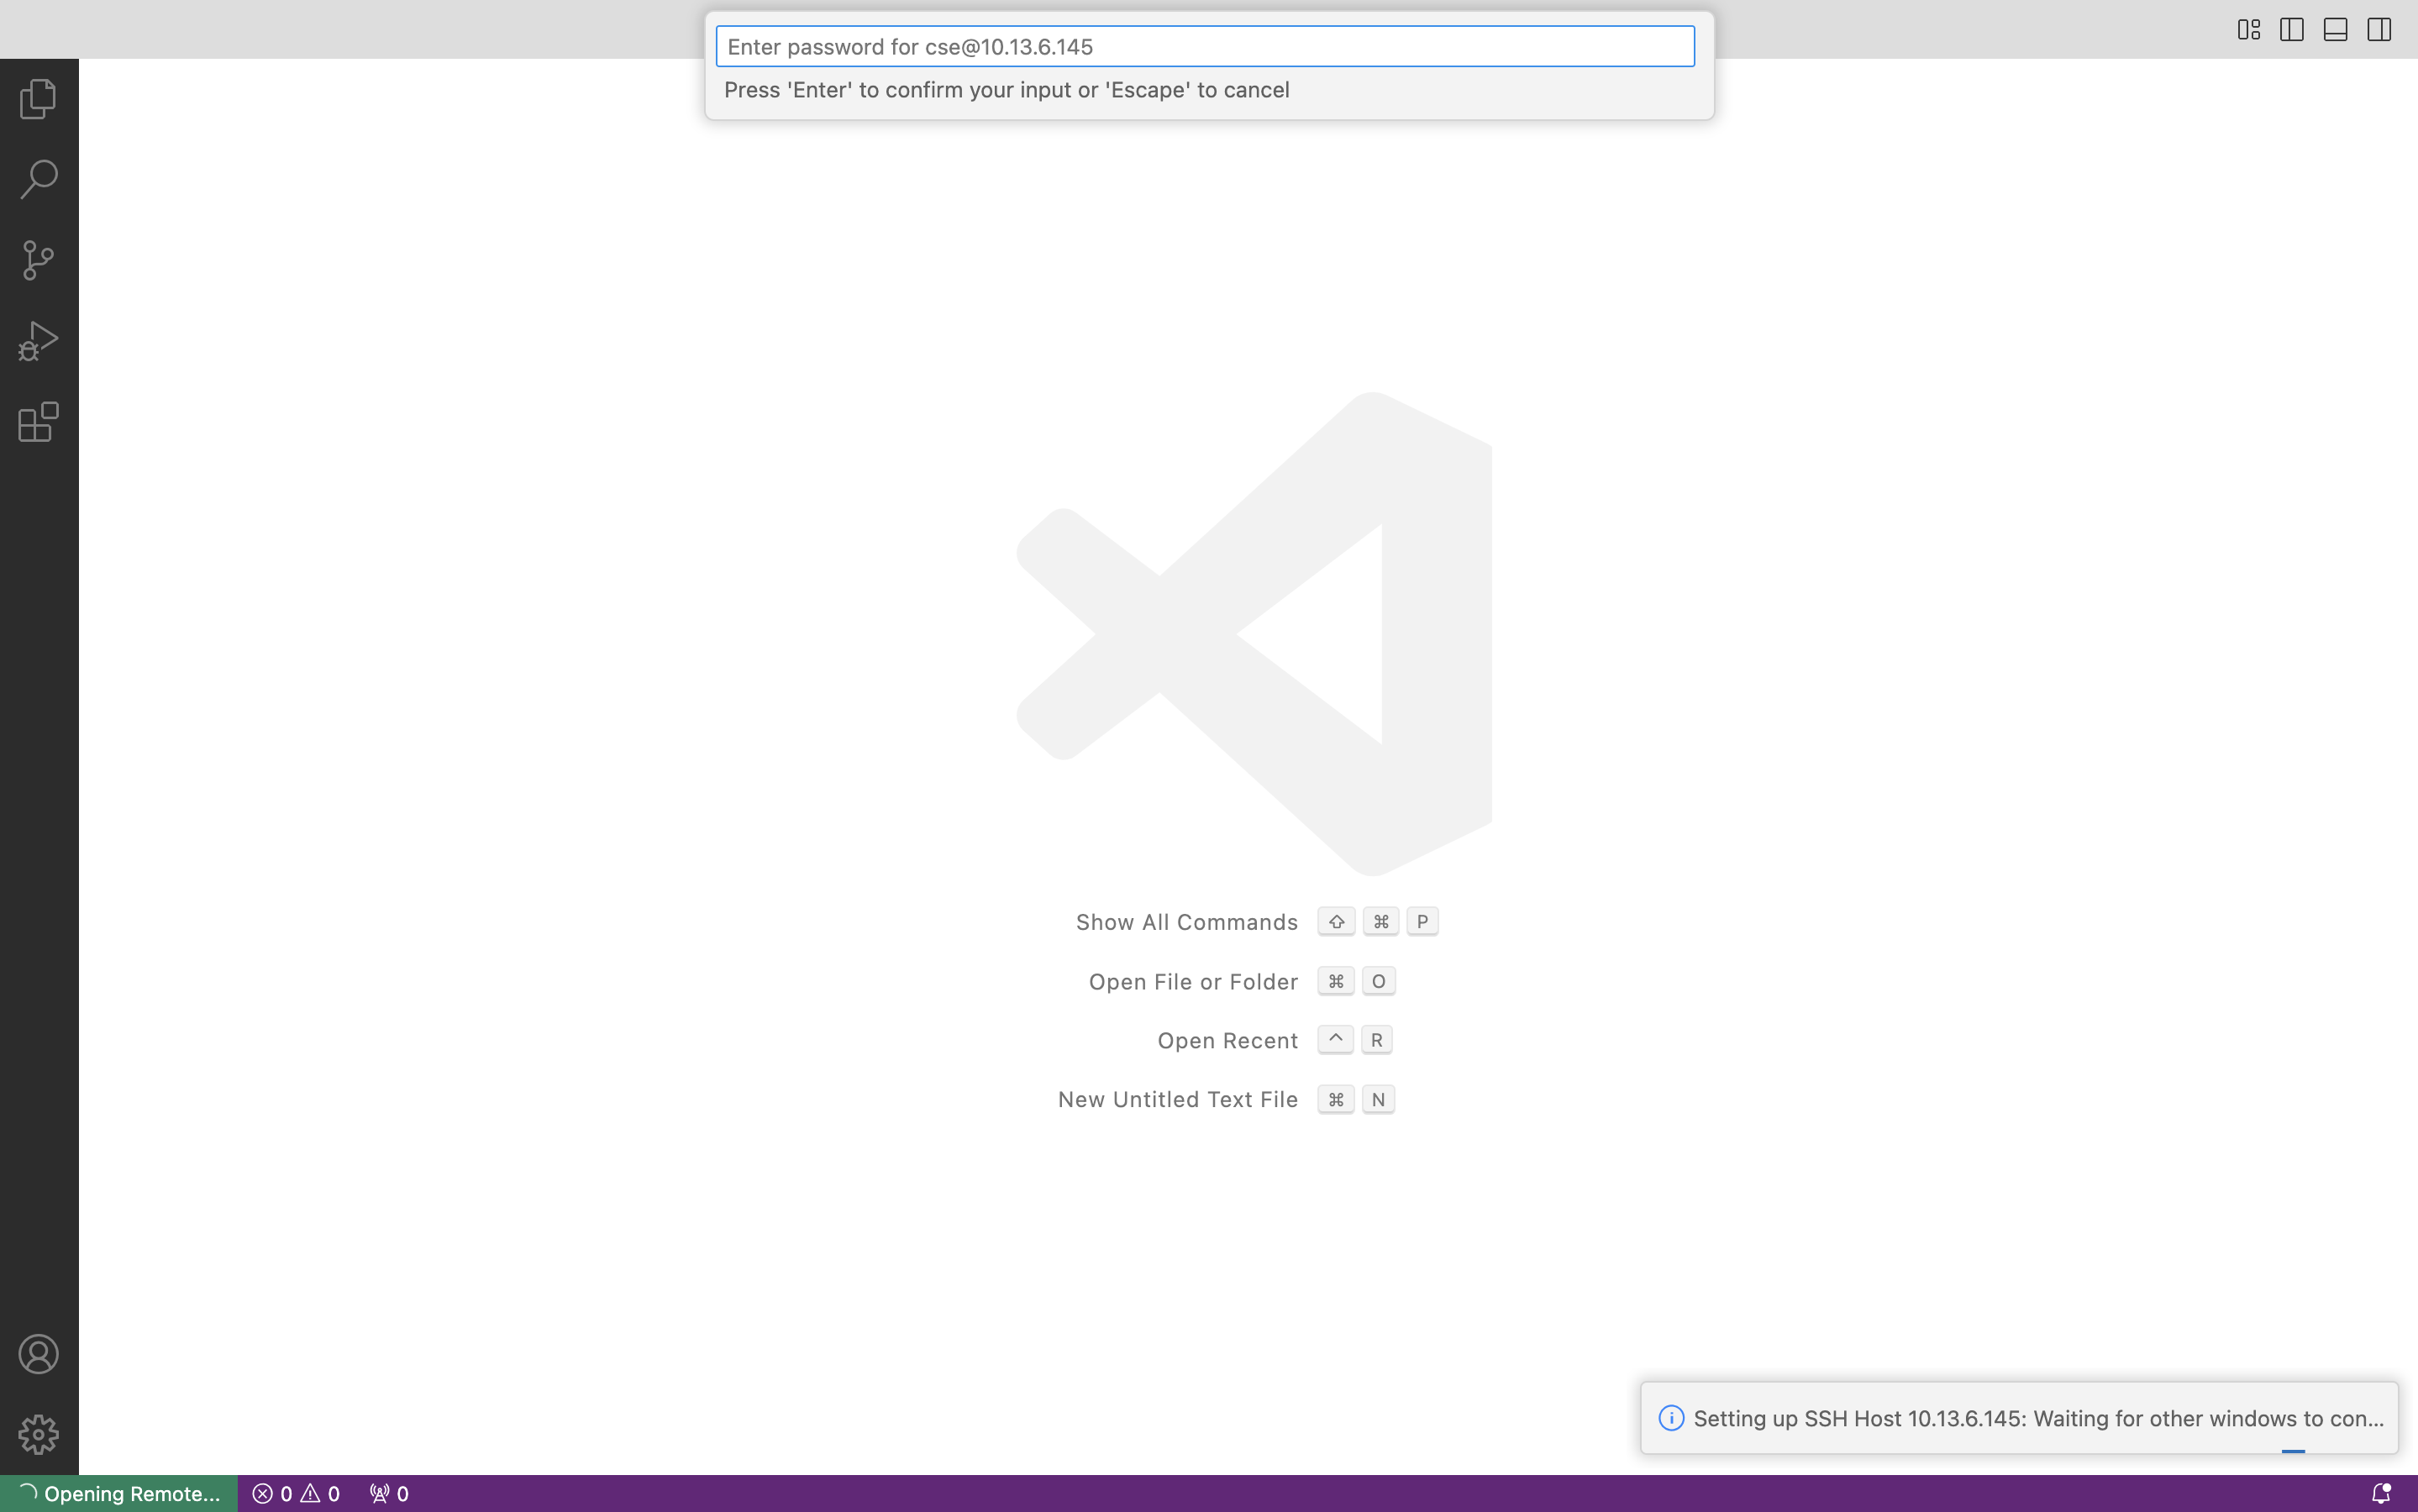 Enter password for cse@10.13.6.145
Press 'Enter' to confirm your input or 'Escape' to cancel
Show All Commands ⇧ ⌘ P
Open File or Folder ⌘ O
Open Recent ^ R
New Untitled Text File ⌘ N
Setting up SSH Host 10.13.6.145: Waiting for other windows to con...
Opening Remote... 0 0 0